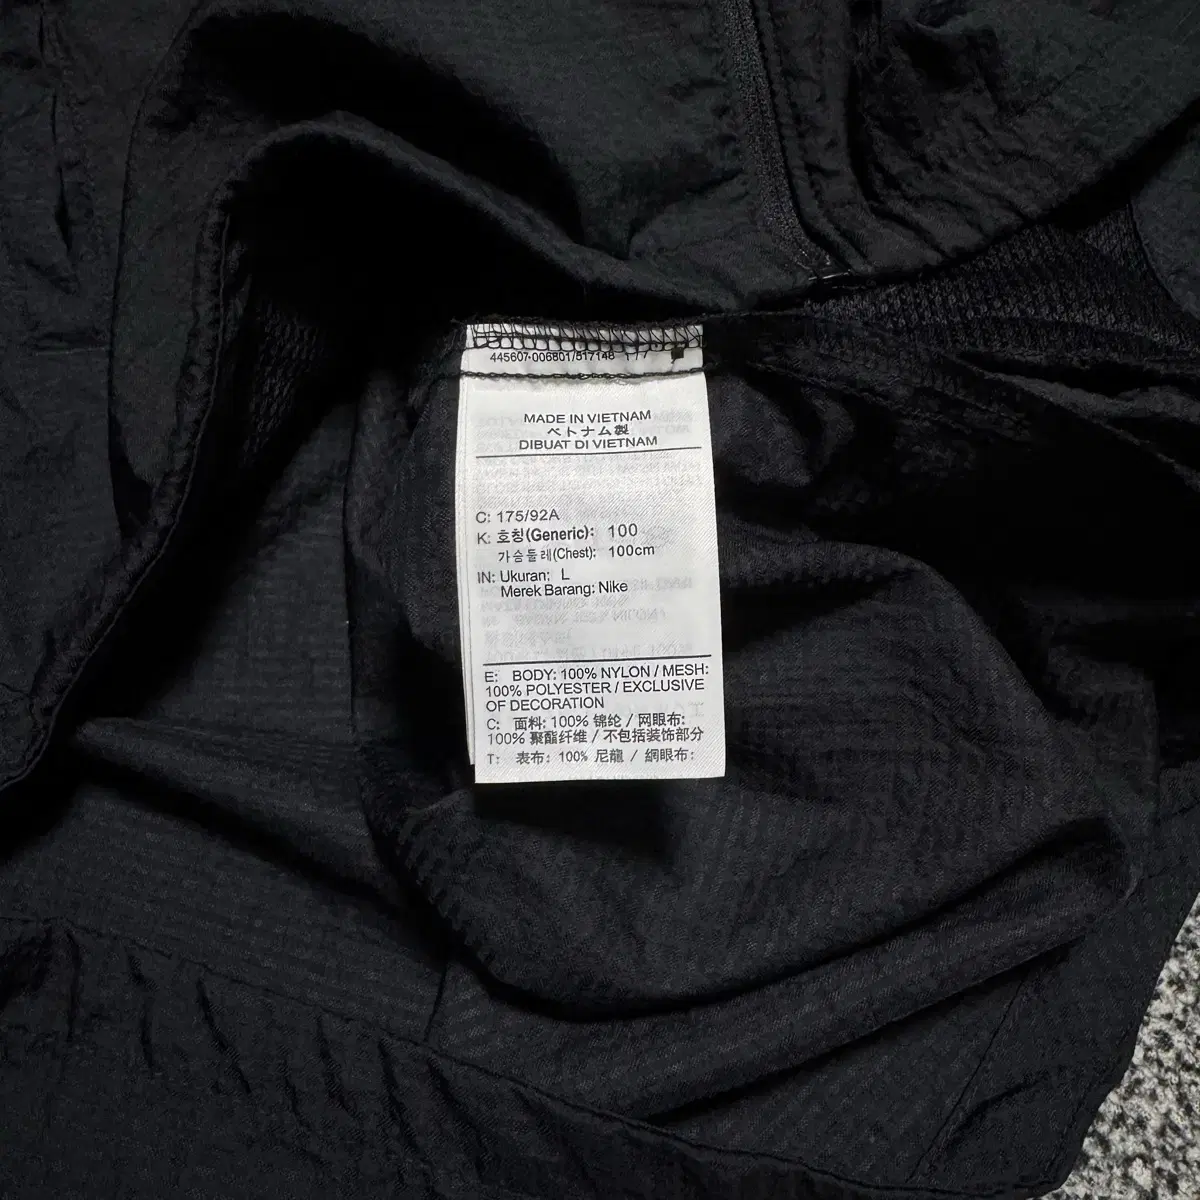 445607-006801/517148 1 / 7
MADE IN VIETNAM
ベトナム製
DIBUAT DI VIETNAM
C: 175/92A
K: 호칭(Generic): 100
가슴둘레(Chest): 100cm
IN: Ukuran: L
Merek Barang: Nike
E: BODY: 100% NYLON / MESH:
100% POLYESTER / EXCLUSIVE
OF DECORATION
C: 面料: 100% 锦纶 / 网眼布:
100% 聚酯纤维 / 不包括装饰部分
T: 表布: 100% 尼龍 / 網眼布: